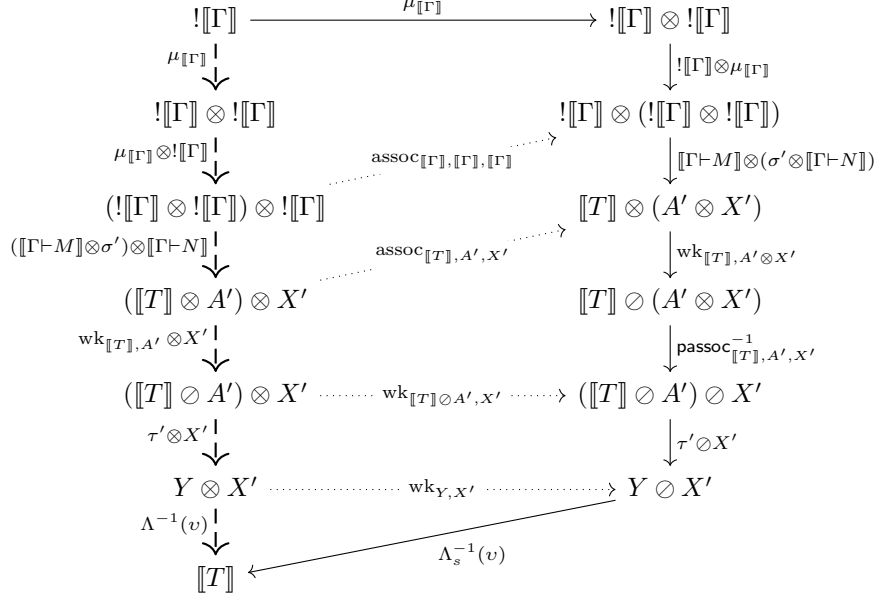 !⟦Γ⟧ μ_{⟦Γ⟧} !⟦Γ⟧ ⊗ !⟦Γ⟧
μ_{⟦Γ⟧} !⟦Γ⟧⊗μ_{⟦Γ⟧}
!⟦Γ⟧ ⊗ !⟦Γ⟧ !⟦Γ⟧ ⊗ (!⟦Γ⟧ ⊗ !⟦Γ⟧)
μ_{⟦Γ⟧}⊗!⟦Γ⟧ assoc_{⟦Γ⟧,⟦Γ⟧,⟦Γ⟧} ⟦Γ⊢M⟧⊗(σ′⊗⟦Γ⊢N⟧)
(!⟦Γ⟧ ⊗ !⟦Γ⟧) ⊗ !⟦Γ⟧ ⟦T⟧ ⊗ (A′ ⊗ X′)
(⟦Γ⊢M⟧⊗σ′)⊗⟦Γ⊢N⟧ assoc_{⟦T⟧,A′,X′} wk_{⟦T⟧,A′⊗X′}
(⟦T⟧ ⊗ A′) ⊗ X′ ⟦T⟧ ⊘ (A′ ⊗ X′)
wk_{⟦T⟧,A′} ⊗X′ passoc^{−1}_{⟦T⟧,A′,X′}
(⟦T⟧ ⊘ A′) ⊗ X′ wk_{⟦T⟧⊘A′,X′} (⟦T⟧ ⊘ A′) ⊘ X′
τ′⊗X′ τ′⊘X′
Y ⊗ X′ wk_{Y,X′} Y ⊘ X′
Λ^{−1}(υ) Λ_s^{−1}(υ)
⟦T⟧